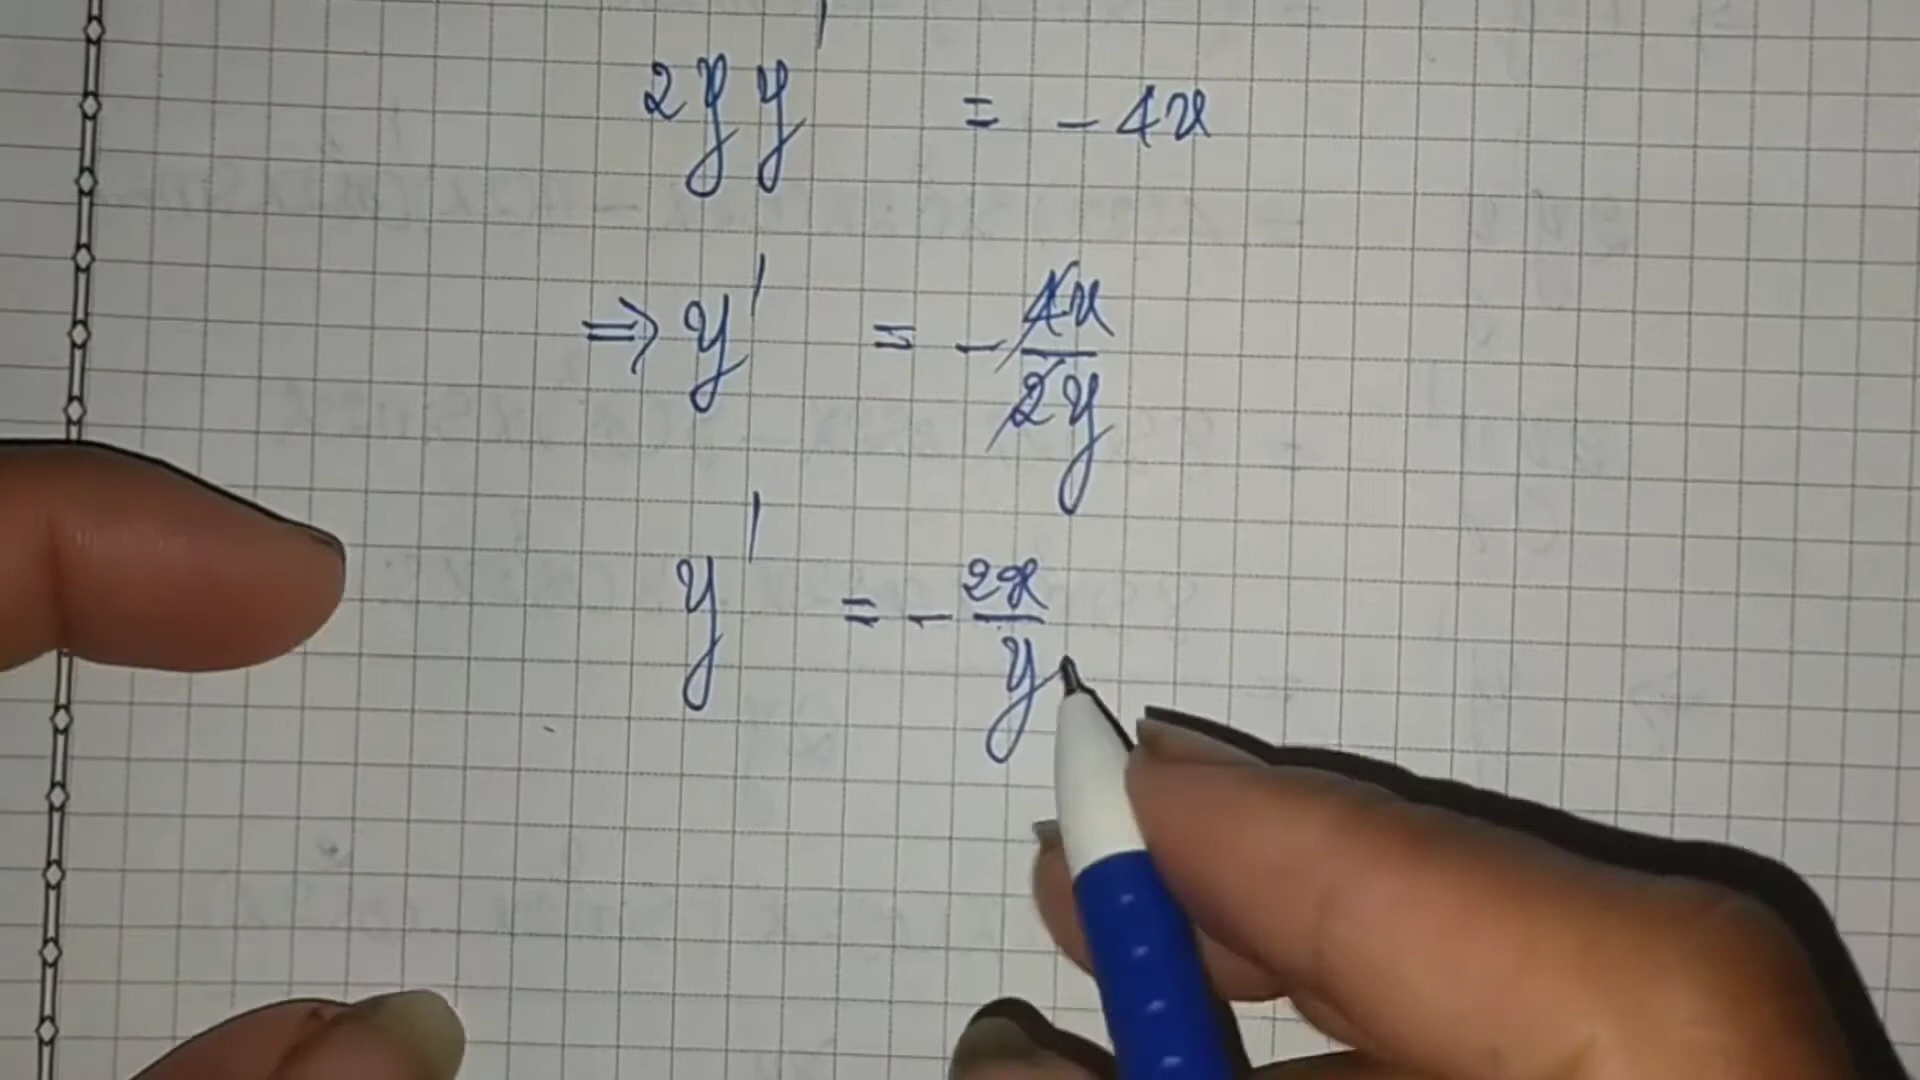 2yy' = - 4x
⇒ y' = - 4x/2y
y' = - 2x/y